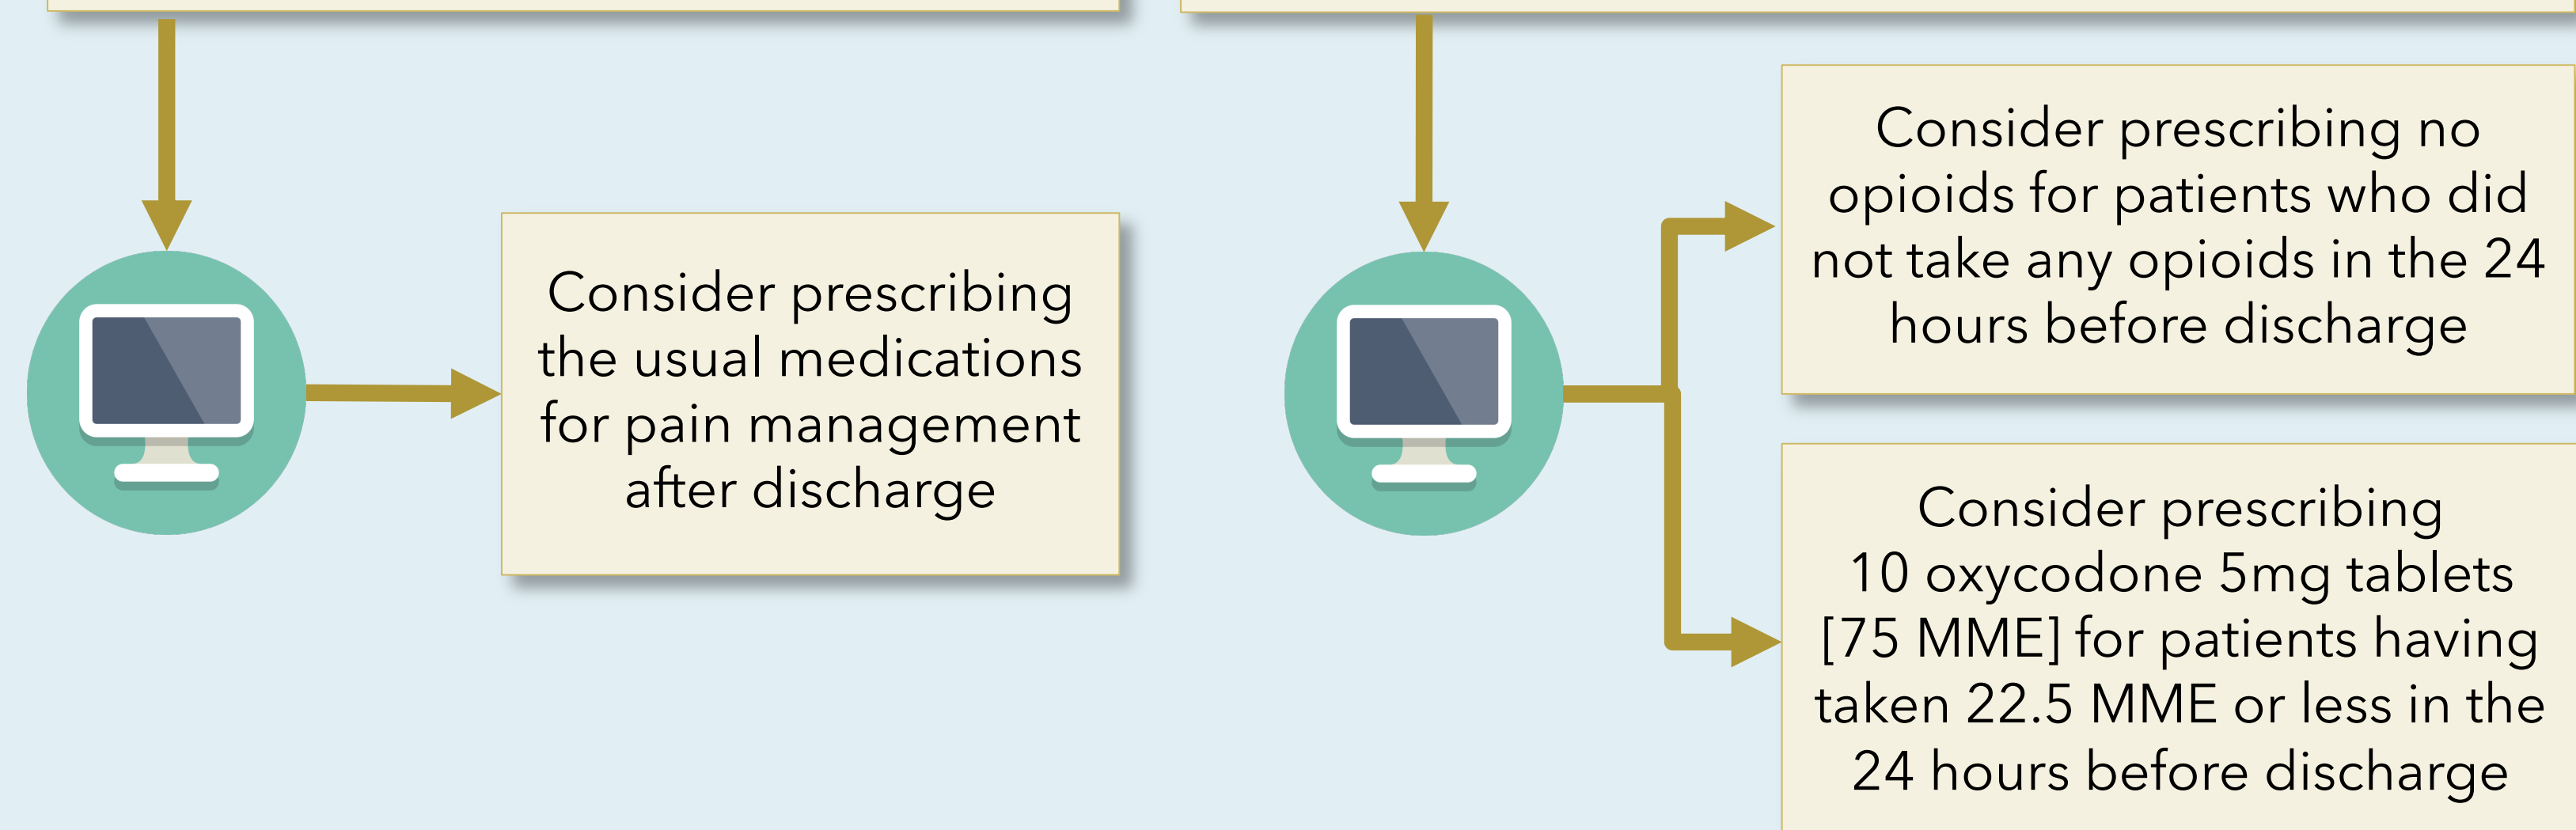 Consider prescribing
the usual medications
for pain management
after discharge
Consider prescribing no
opioids for patients who did
not take any opioids in the 24
hours before discharge
Consider prescribing
10 oxycodone 5mg tablets
[75 MME] for patients having
taken 22.5 MME or less in the
24 hours before discharge